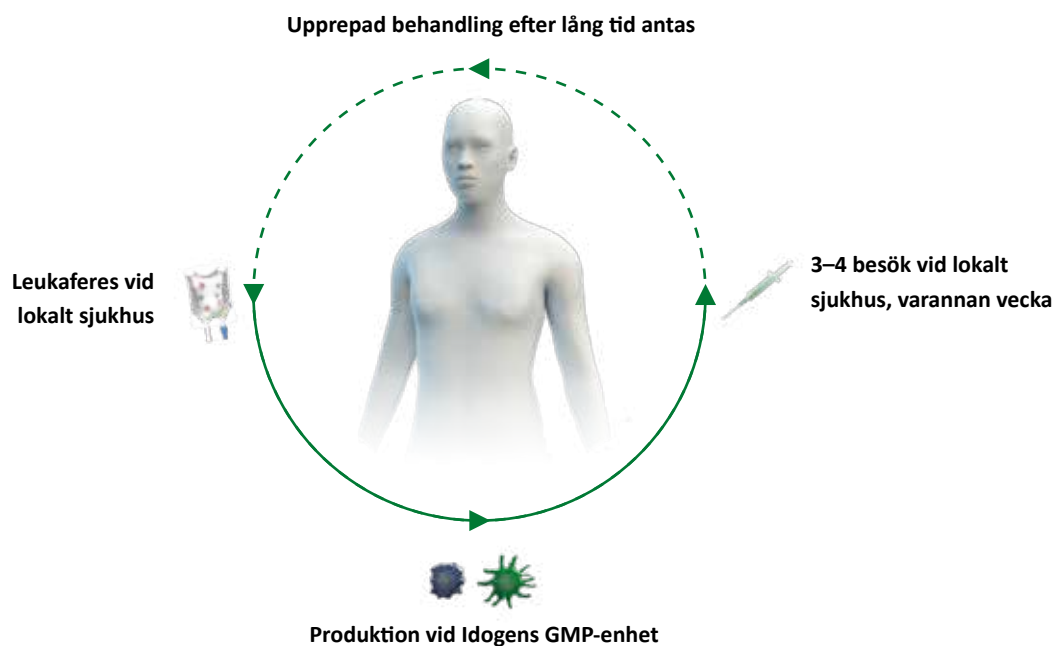 Upprepad behandling efter lång tid antas
Leukaferes vid
lokalt sjukhus
3–4 besök vid lokalt
sjukhus, varannan vecka
Produktion vid Idogens GMP-enhet